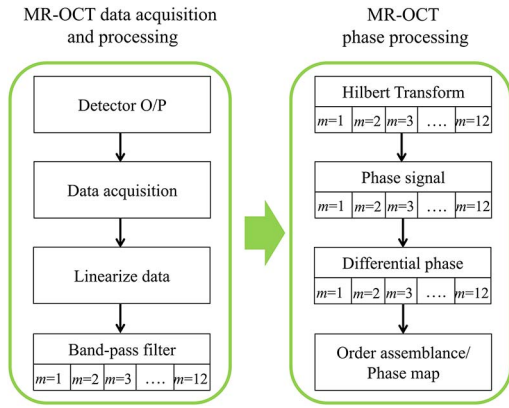 MR-OCT data acquisition
and processing
Detector O/P
Data acquisition
Linearize data
Band-pass filter
m=1 m=2 m=3 .... m=12
MR-OCT
phase processing
Hilbert Transform
m=1 m=2 m=3 .... m=12
Phase signal
m=1 m=2 m=3 .... m=12
Differential phase
m=1 m=2 m=3 .... m=12
Order assemblance/
Phase map